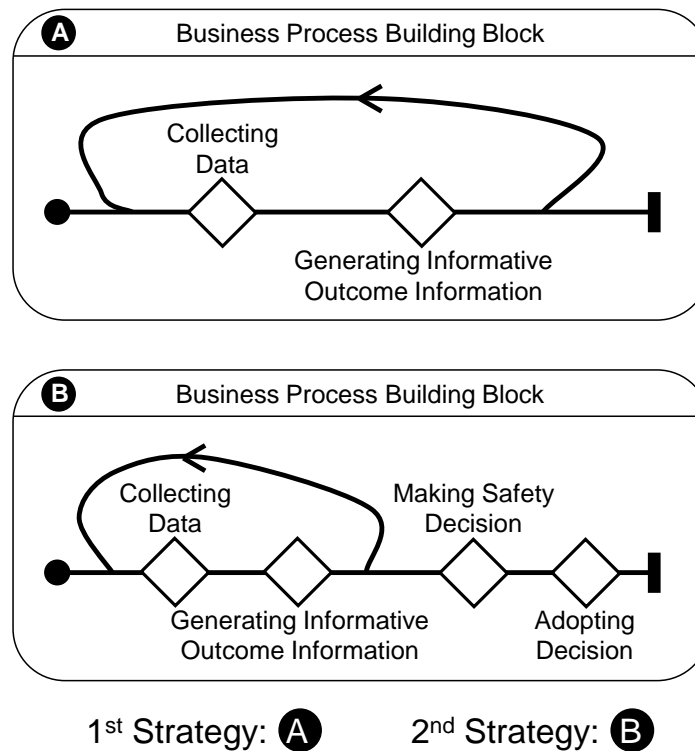 A Business Process Building Block
Collecting
Data
Generating Informative
Outcome Information
B Business Process Building Block
Collecting
Data
Making Safety
Decision
Generating Informative
Outcome Information
Adopting
Decision
1st Strategy: A 2nd Strategy: B